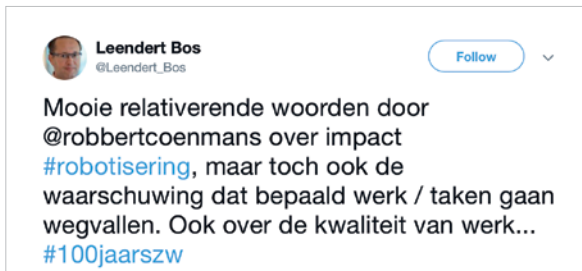 Leendert Bos
@Leendert_Bos
Follow
Mooie relativerende woorden door
@robbertcoenmans over impact
#robotisering, maar toch ook de
waarschuwing dat bepaald werk / taken gaan
wegvallen. Ook over de kwaliteit van werk...
#100jaarszw